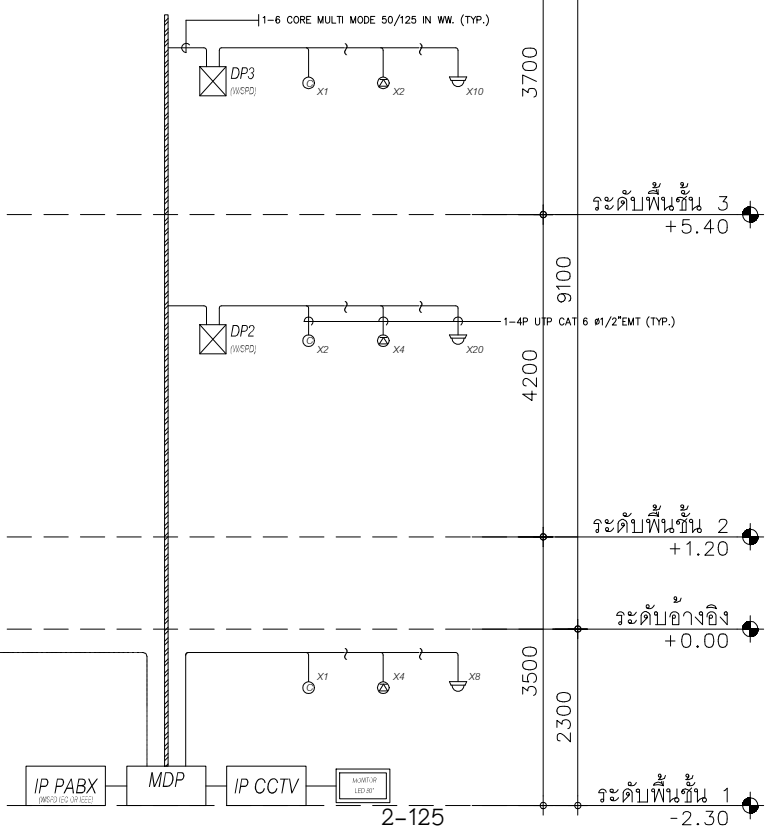 1-6 CORE MULTI MODE 50/125 IN WW. (TYP.)
3700
DP3
(W/SPD)
X1
X2
X10
ระดับพื้นชั้น 3
+5.40
9100
DP2
(W/SPD)
X2
X4
X20
1-4P UTP CAT 6 ø1/2"EMT (TYP.)
4200
ระดับพื้นชั้น 2
+1.20
ระดับอ้างอิง
+0.00
3500
X1
X4
X8
2300
IP PABX
(W/SPD IEC OR IEEE)
MDP
IP CCTV
MONITOR
LED 80"
ระดับพื้นชั้น 1
-2.30
2-125